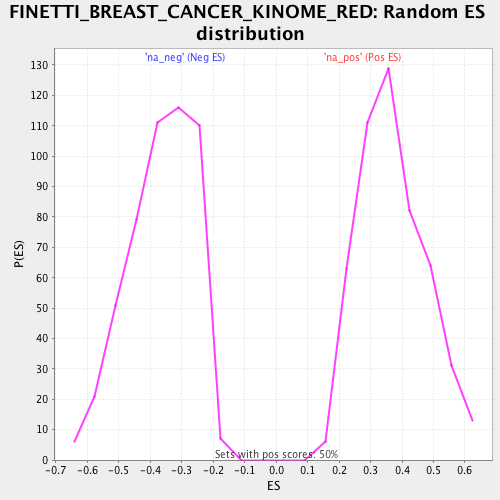 FINETTI_BREAST_CANCER_KINOME_RED: Random ES
distribution
'na_neg' (Neg ES) 'na_pos' (Pos ES)
130
120
110
100
90
80
70
60
50
40
30
20
10
0
P(ES)
Sets with pos scores: 50%
-0.7 -0.6 -0.5 -0.4 -0.3 -0.2 -0.1 0.0 0.1 0.2 0.3 0.4 0.5 0.6
ES